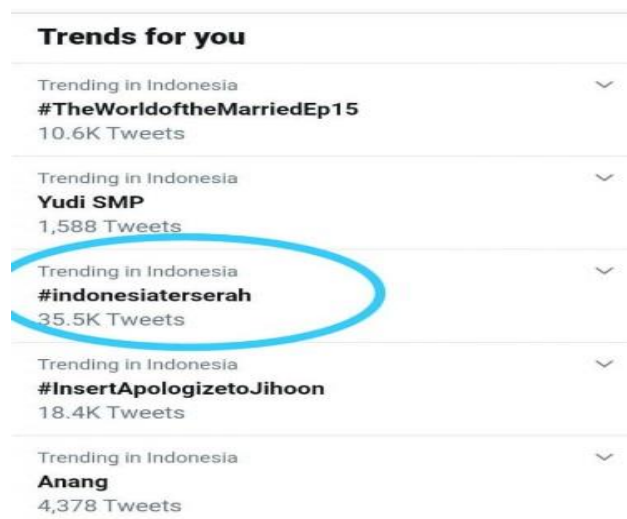 Trends for you
Trending in Indonesia
#TheWorldoftheMarriedEp15
10.6K Tweets
Trending in Indonesia
Yudi SMP
1,588 Tweets
Trending in Indonesia
#indonesiaterserah
35.5K Tweets
Trending in Indonesia
#InsertApologizetoJihoon
18.4K Tweets
Trending in Indonesia
Anang
4,378 Tweets